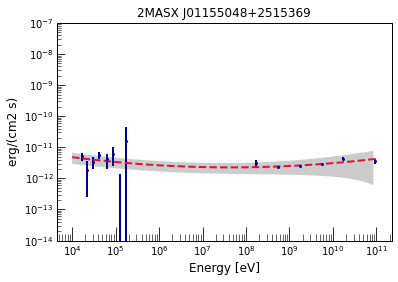 2MASX J01155048+2515369
erg/(cm2 s)
10⁻⁷
10⁻⁸
10⁻⁹
10⁻¹⁰
10⁻¹¹
10⁻¹²
10⁻¹³
10⁻¹⁴
10⁴ 10⁵ 10⁶ 10⁷ 10⁸ 10⁹ 10¹⁰ 10¹¹
Energy [eV]